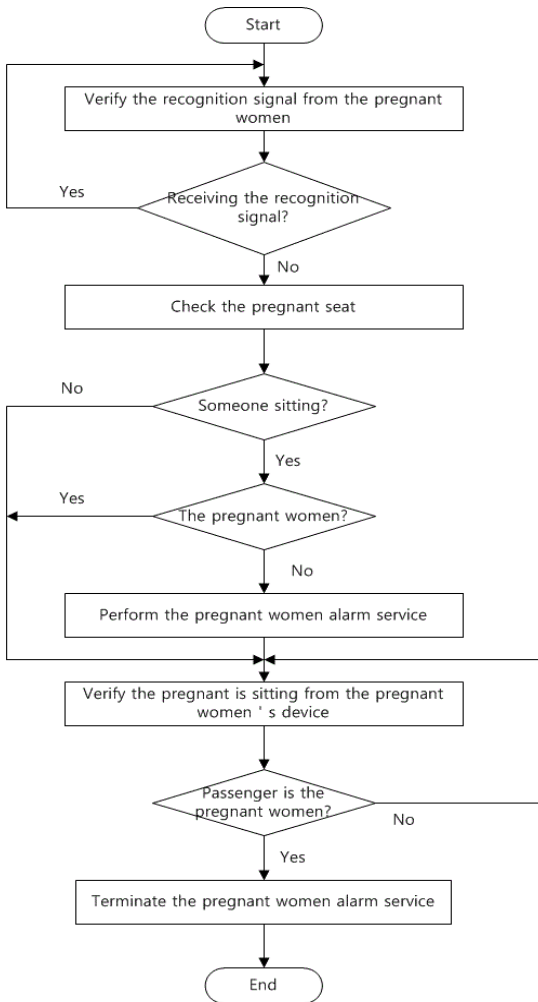 Start
Verify the recognition signal from the pregnant
women
Yes
Receiving the recognition
signal?
No
Check the pregnant seat
No
Someone sitting?
Yes
Yes
The pregnant women?
No
Perform the pregnant women alarm service
Verify the pregnant is sitting from the pregnant
women ' s device
Passenger is the
pregnant women?
No
Yes
Terminate the pregnant women alarm service
End